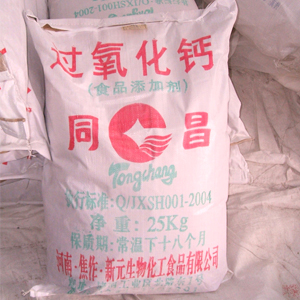 过氧化钙
(食品添加剂)
同昌
Tongchang
执行标准: Q/JXSH001-2004
净重: 25Kg
保质期: 常温下十八个月
河南·焦作·新元生物化工食品有限公司